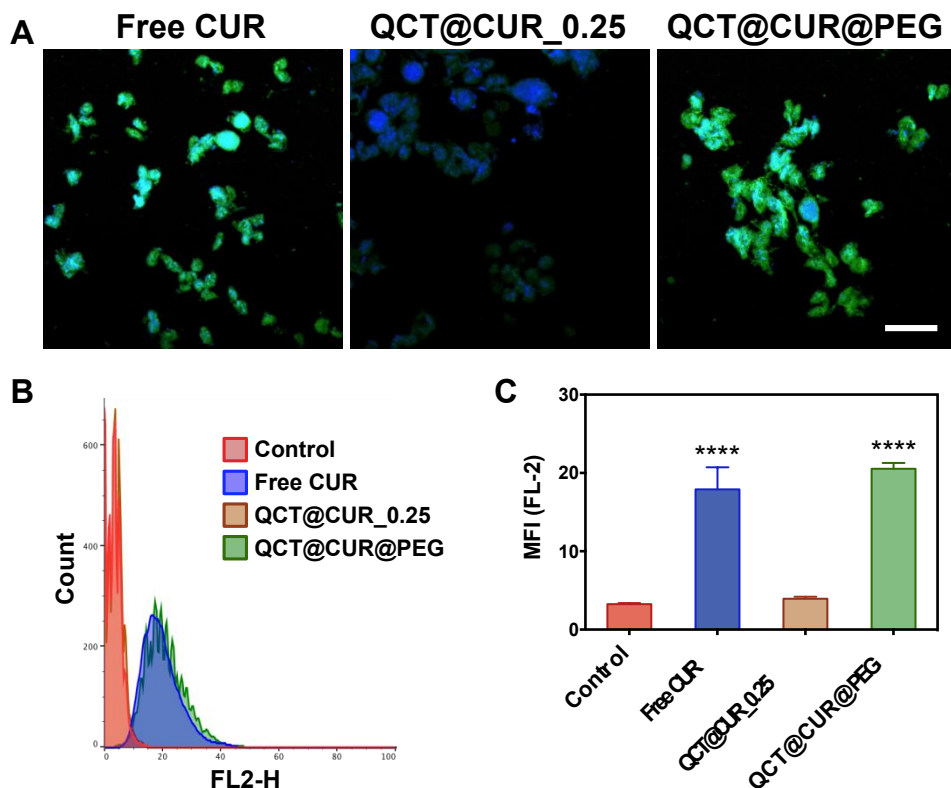 A
Free CUR
QCT@CUR_0.25
QCT@CUR@PEG
B
Control
Free CUR
QCT@CUR_0.25
QCT@CUR@PEG
Count
600
400
200
0
0
20
40
60
80
100
FL2-H
C
MFI (FL-2)
30
20
10
0
****
****
Control
Free CUR
QCT@CUR_0.25
QCT@CUR@PEG